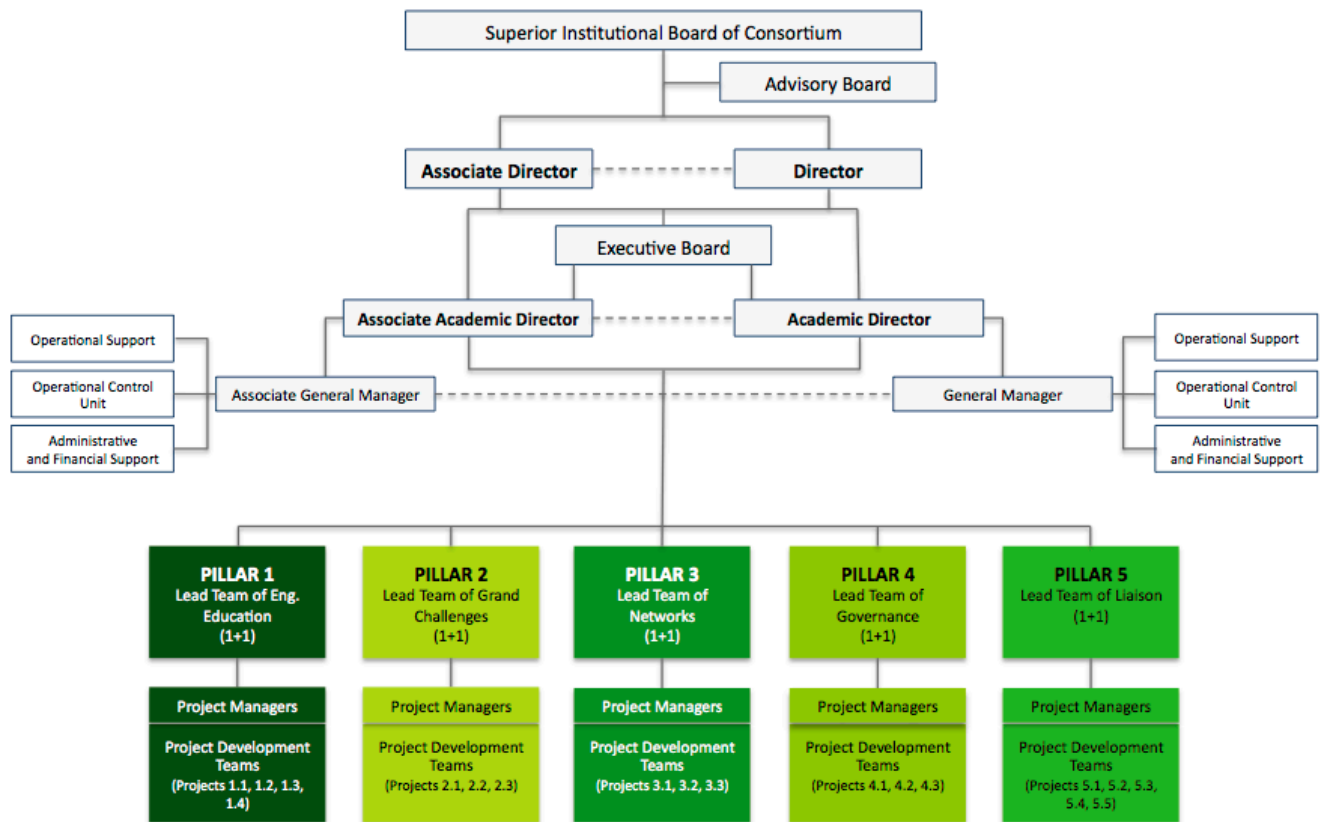 Superior Institutional Board of Consortium
Advisory Board
Associate Director
Director
Executive Board
Associate Academic Director
Academic Director
Operational Support
Operational Control
Unit
Administrative
and Financial Support
Associate General Manager
General Manager
Operational Support
Operational Control
Unit
Administrative
and Financial Support
PILLAR 1
Lead Team of Eng.
Education
(1+1)
PILLAR 2
Lead Team of Grand
Challenges
(1+1)
PILLAR 3
Lead Team of
Networks
(1+1)
PILLAR 4
Lead Team of
Governance
(1+1)
PILLAR 5
Lead Team of Liaison
(1+1)
Project Managers
Project Development
Teams
(Projects 1.1, 1.2, 1.3,
1.4)
Project Managers
Project Development
Teams
(Projects 2.1, 2.2, 2.3)
Project Managers
Project Development
Teams
(Projects 3.1, 3.2, 3.3)
Project Managers
Project Development
Teams
(Projects 4.1, 4.2, 4.3)
Project Managers
Project Development
Teams
(Projects 5.1, 5.2, 5.3,
5.4, 5.5)